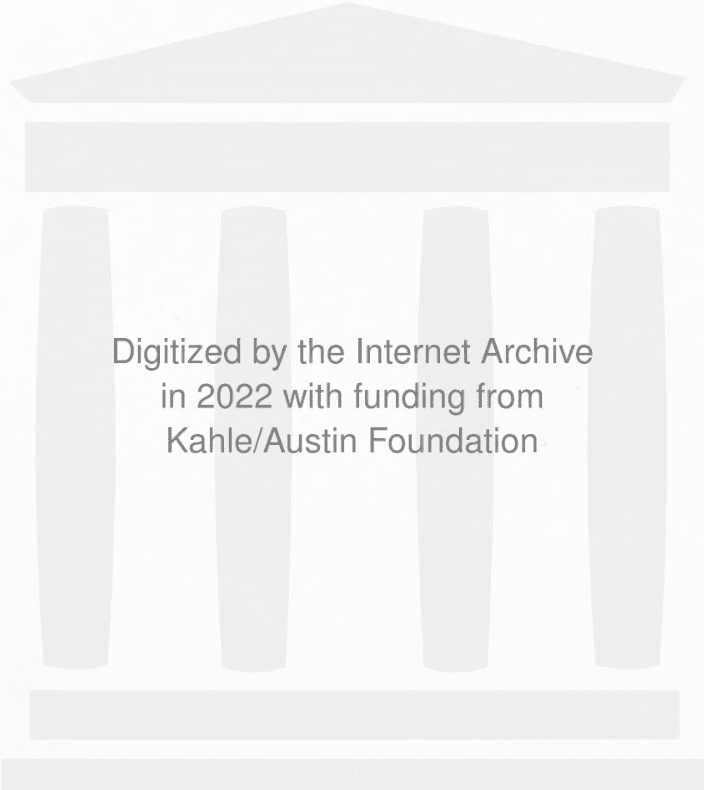 Digitized by the Internet Archive
in 2022 with funding from
Kahle/Austin Foundation